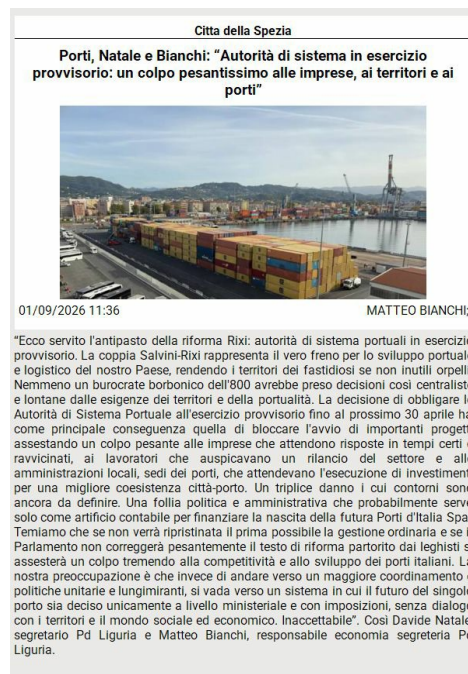 Citta della Spezia
Porti, Natale e Bianchi: “Autorità di sistema in esercizio
provvisorio: un colpo pesantissimo alle imprese, ai territori e ai
porti”
01/09/2026 11:36
MATTEO BIANCHI;
“Ecco servito l'antipasto della riforma Rixi: autorità di sistema portuali in esercizi
provvisorio. La coppia Salvini-Rixi rappresenta il vero freno per lo sviluppo portual
e logistico del nostro Paese, rendendo i territori dei fastidiosi se non inutili orpelli
Nemmeno un burocrate borbonico dell'800 avrebbe preso decisioni così centralist
e lontane dalle esigenze dei territori e della portualità. La decisione di obbligare l
Autorità di Sistema Portuale all'esercizio provvisorio fino al prossimo 30 aprile ha
come principale conseguenza quella di bloccare l'avvio di importanti progett
assestando un colpo pesante alle imprese che attendono risposte in tempi certi
ravvicinati, ai lavoratori che auspicavano un rilancio del settore e all
amministrazioni locali, sedi dei porti, che attendevano l'esecuzione di investiment
per una migliore coesistenza città-porto. Un triplice danno i cui contorni son
ancora da definire. Una follia politica e amministrativa che probabilmente serv
solo come artificio contabile per finanziare la nascita della futura Porti d'Italia Spa
Temiamo che se non verrà ripristinata il prima possibile la gestione ordinaria e se i
Parlamento non correggerà pesantemente il testo di riforma partorito dai leghisti s
assesterà un colpo tremendo alla competitività e allo sviluppo dei porti italiani. L
nostra preoccupazione è che invece di andare verso un maggiore coordinamento
politiche unitarie e lungimiranti, si vada verso un sistema in cui il futuro del singol
porto sia deciso unicamente a livello ministeriale e con imposizioni, senza dialog
con i territori e il mondo sociale ed economico. Inaccettabile”. Così Davide Natale
segretario Pd Liguria e Matteo Bianchi, responsabile economia segreteria P
Liguria.